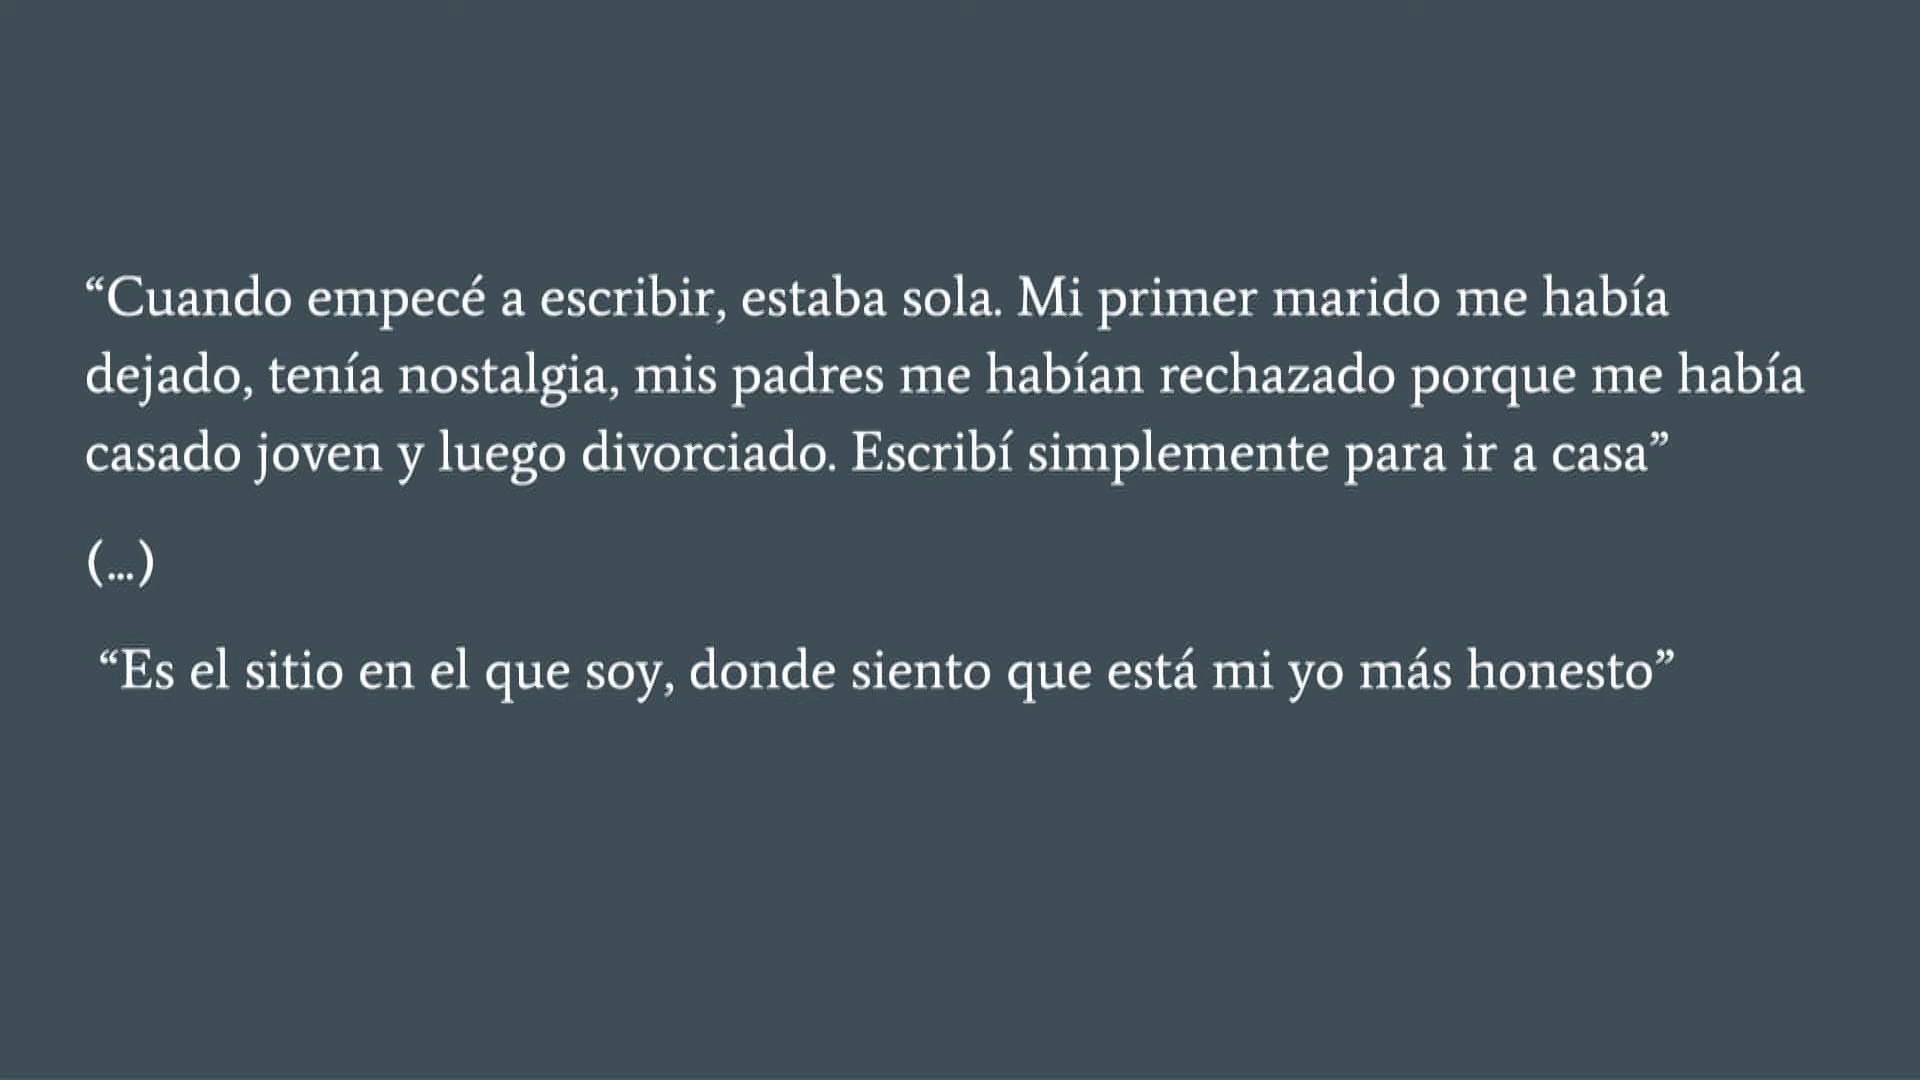 “Cuando empecé a escribir, estaba sola. Mi primer marido me había
dejado, tenía nostalgia, mis padres me habían rechazado porque me había
casado joven y luego divorciado. Escribí simplemente para ir a casa”
(...)
“Es el sitio en el que soy, donde siento que está mi yo más honesto”